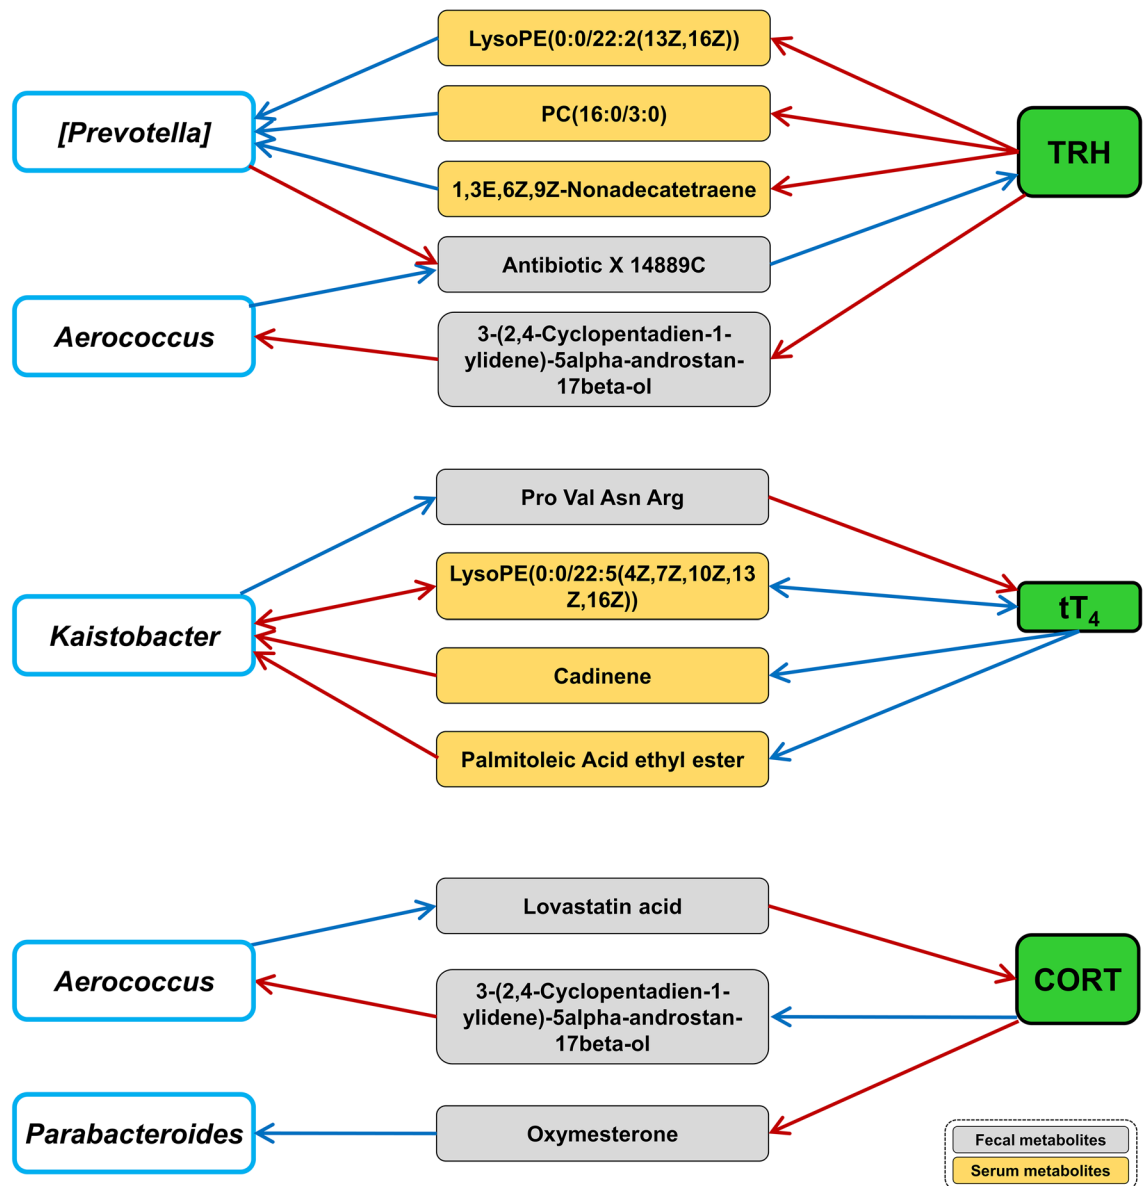 LysoPE(0:0/22:2(13Z,16Z))
[Prevotella]
PC(16:0/3:0)
TRH
1,3E,6Z,9Z-Nonadecatetraene
Antibiotic X 14889C
Aerococcus
3-(2,4-Cyclopentadien-1-
ylidene)-5alpha-androstan-
17beta-ol
Pro Val Asn Arg
LysoPE(0:0/22:5(4Z,7Z,10Z,13
Z,16Z))
Kaistobacter
tT4
Cadinene
Palmitoleic Acid ethyl ester
Lovastatin acid
Aerococcus
3-(2,4-Cyclopentadien-1-
ylidene)-5alpha-androstan-
17beta-ol
CORT
Parabacteroides
Oxymesterone
Fecal metabolites
Serum metabolites